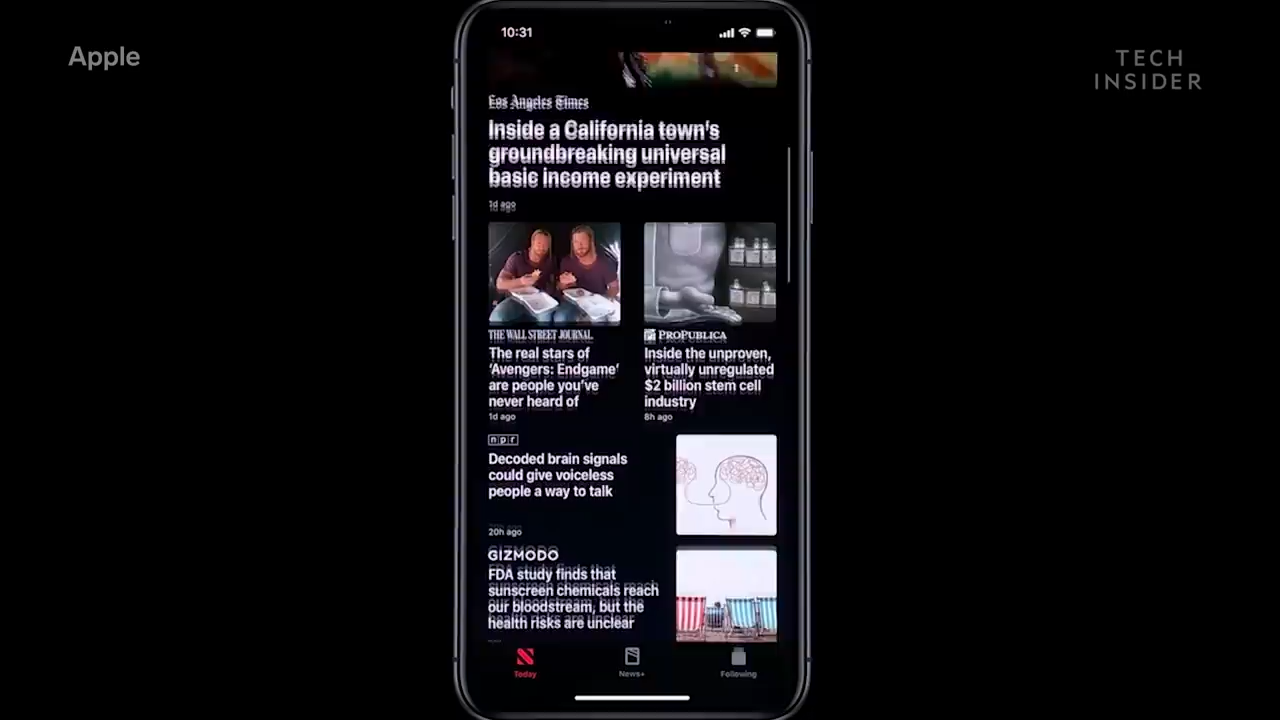 Apple
TECH
INSIDER
10:31
Los Angeles Times
Inside a California town's
groundbreaking universal
basic income experiment
1d ago
THE WALL STREET JOURNAL
The real stars of
'Avengers: Endgame'
are people you've
never heard of
1d ago
PROPUBLICA
Inside the unproven,
virtually unregulated
$2 billion stem cell
industry
8h ago
npr
Decoded brain signals
could give voiceless
people a way to talk
20h ago
GIZMODO
FDA study finds that
sunscreen chemicals reach
our bloodstream, but the
health risks are unclear
Today
News+
Following